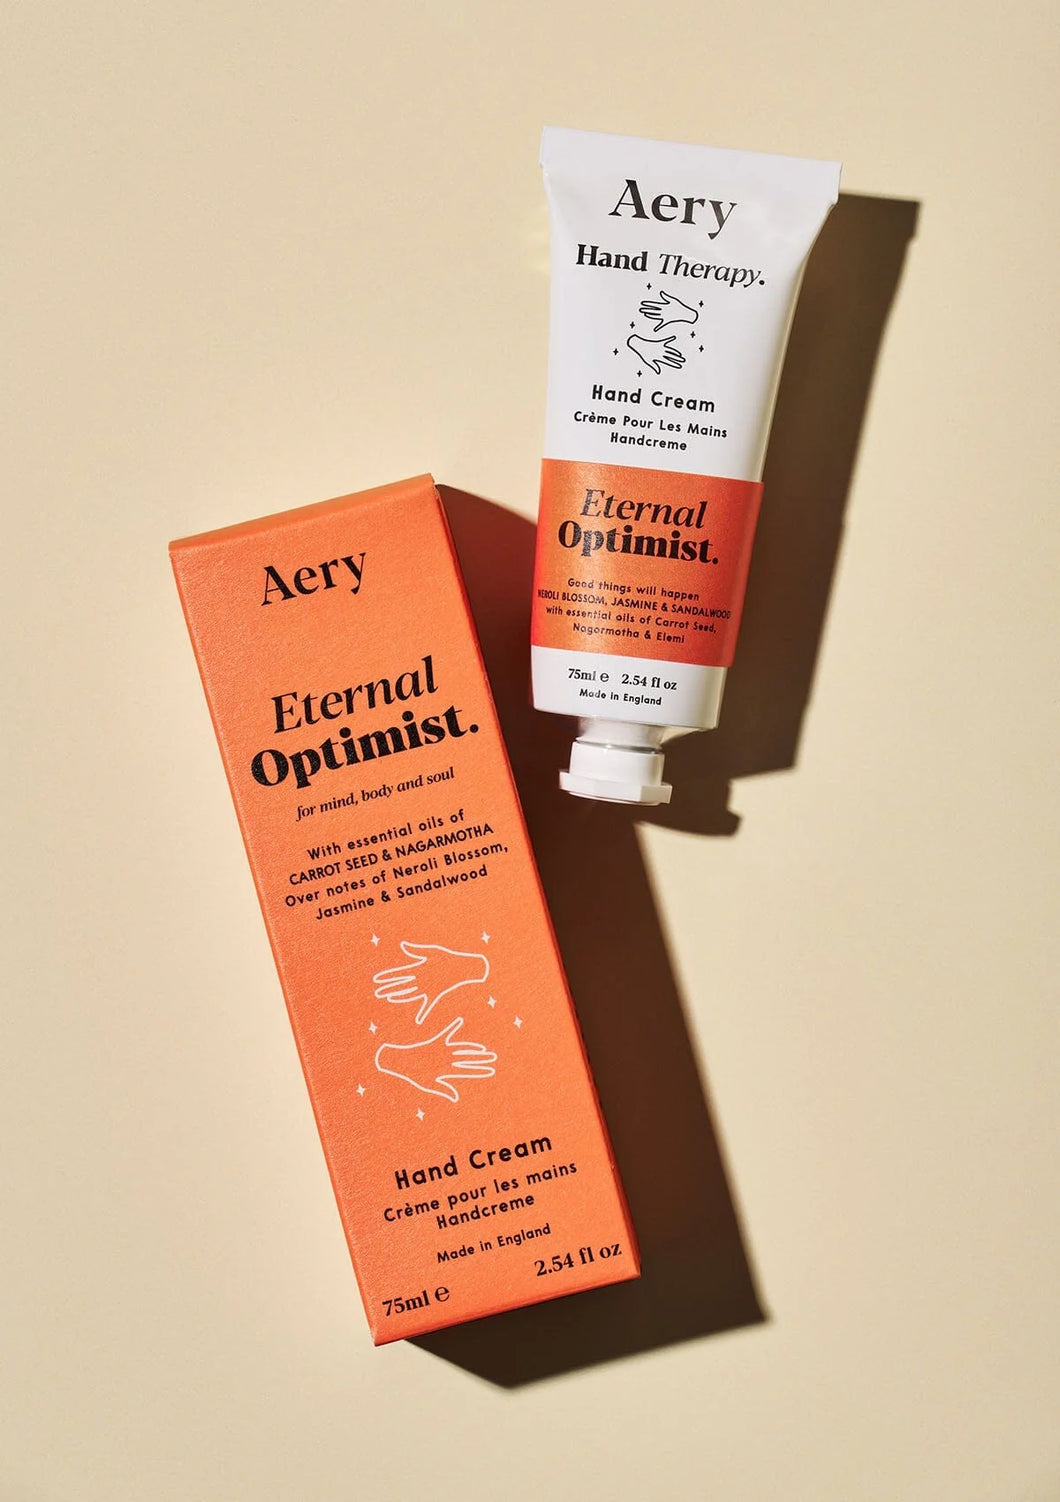 Aery
Hand Therapy.
Hand Cream
Crème Pour Les Mains
Handcreme
Eternal
Optimist.
Good things will happen
NEROLI BLOSSOM, JASMINE & SANDALWOOD
with essential oils of Carrot Seed,
Nagarmotha & Elemi
75ml ℮ 2.54 fl oz
Made in England
Aery
Eternal
Optimist.
for mind, body and soul
With essential oils of
CARROT SEED & NAGARMOTHA
Over notes of Neroli Blossom,
Jasmine & Sandalwood
Hand Cream
Crème pour les mains
Handcreme
Made in England
75ml ℮ 2.54 fl oz